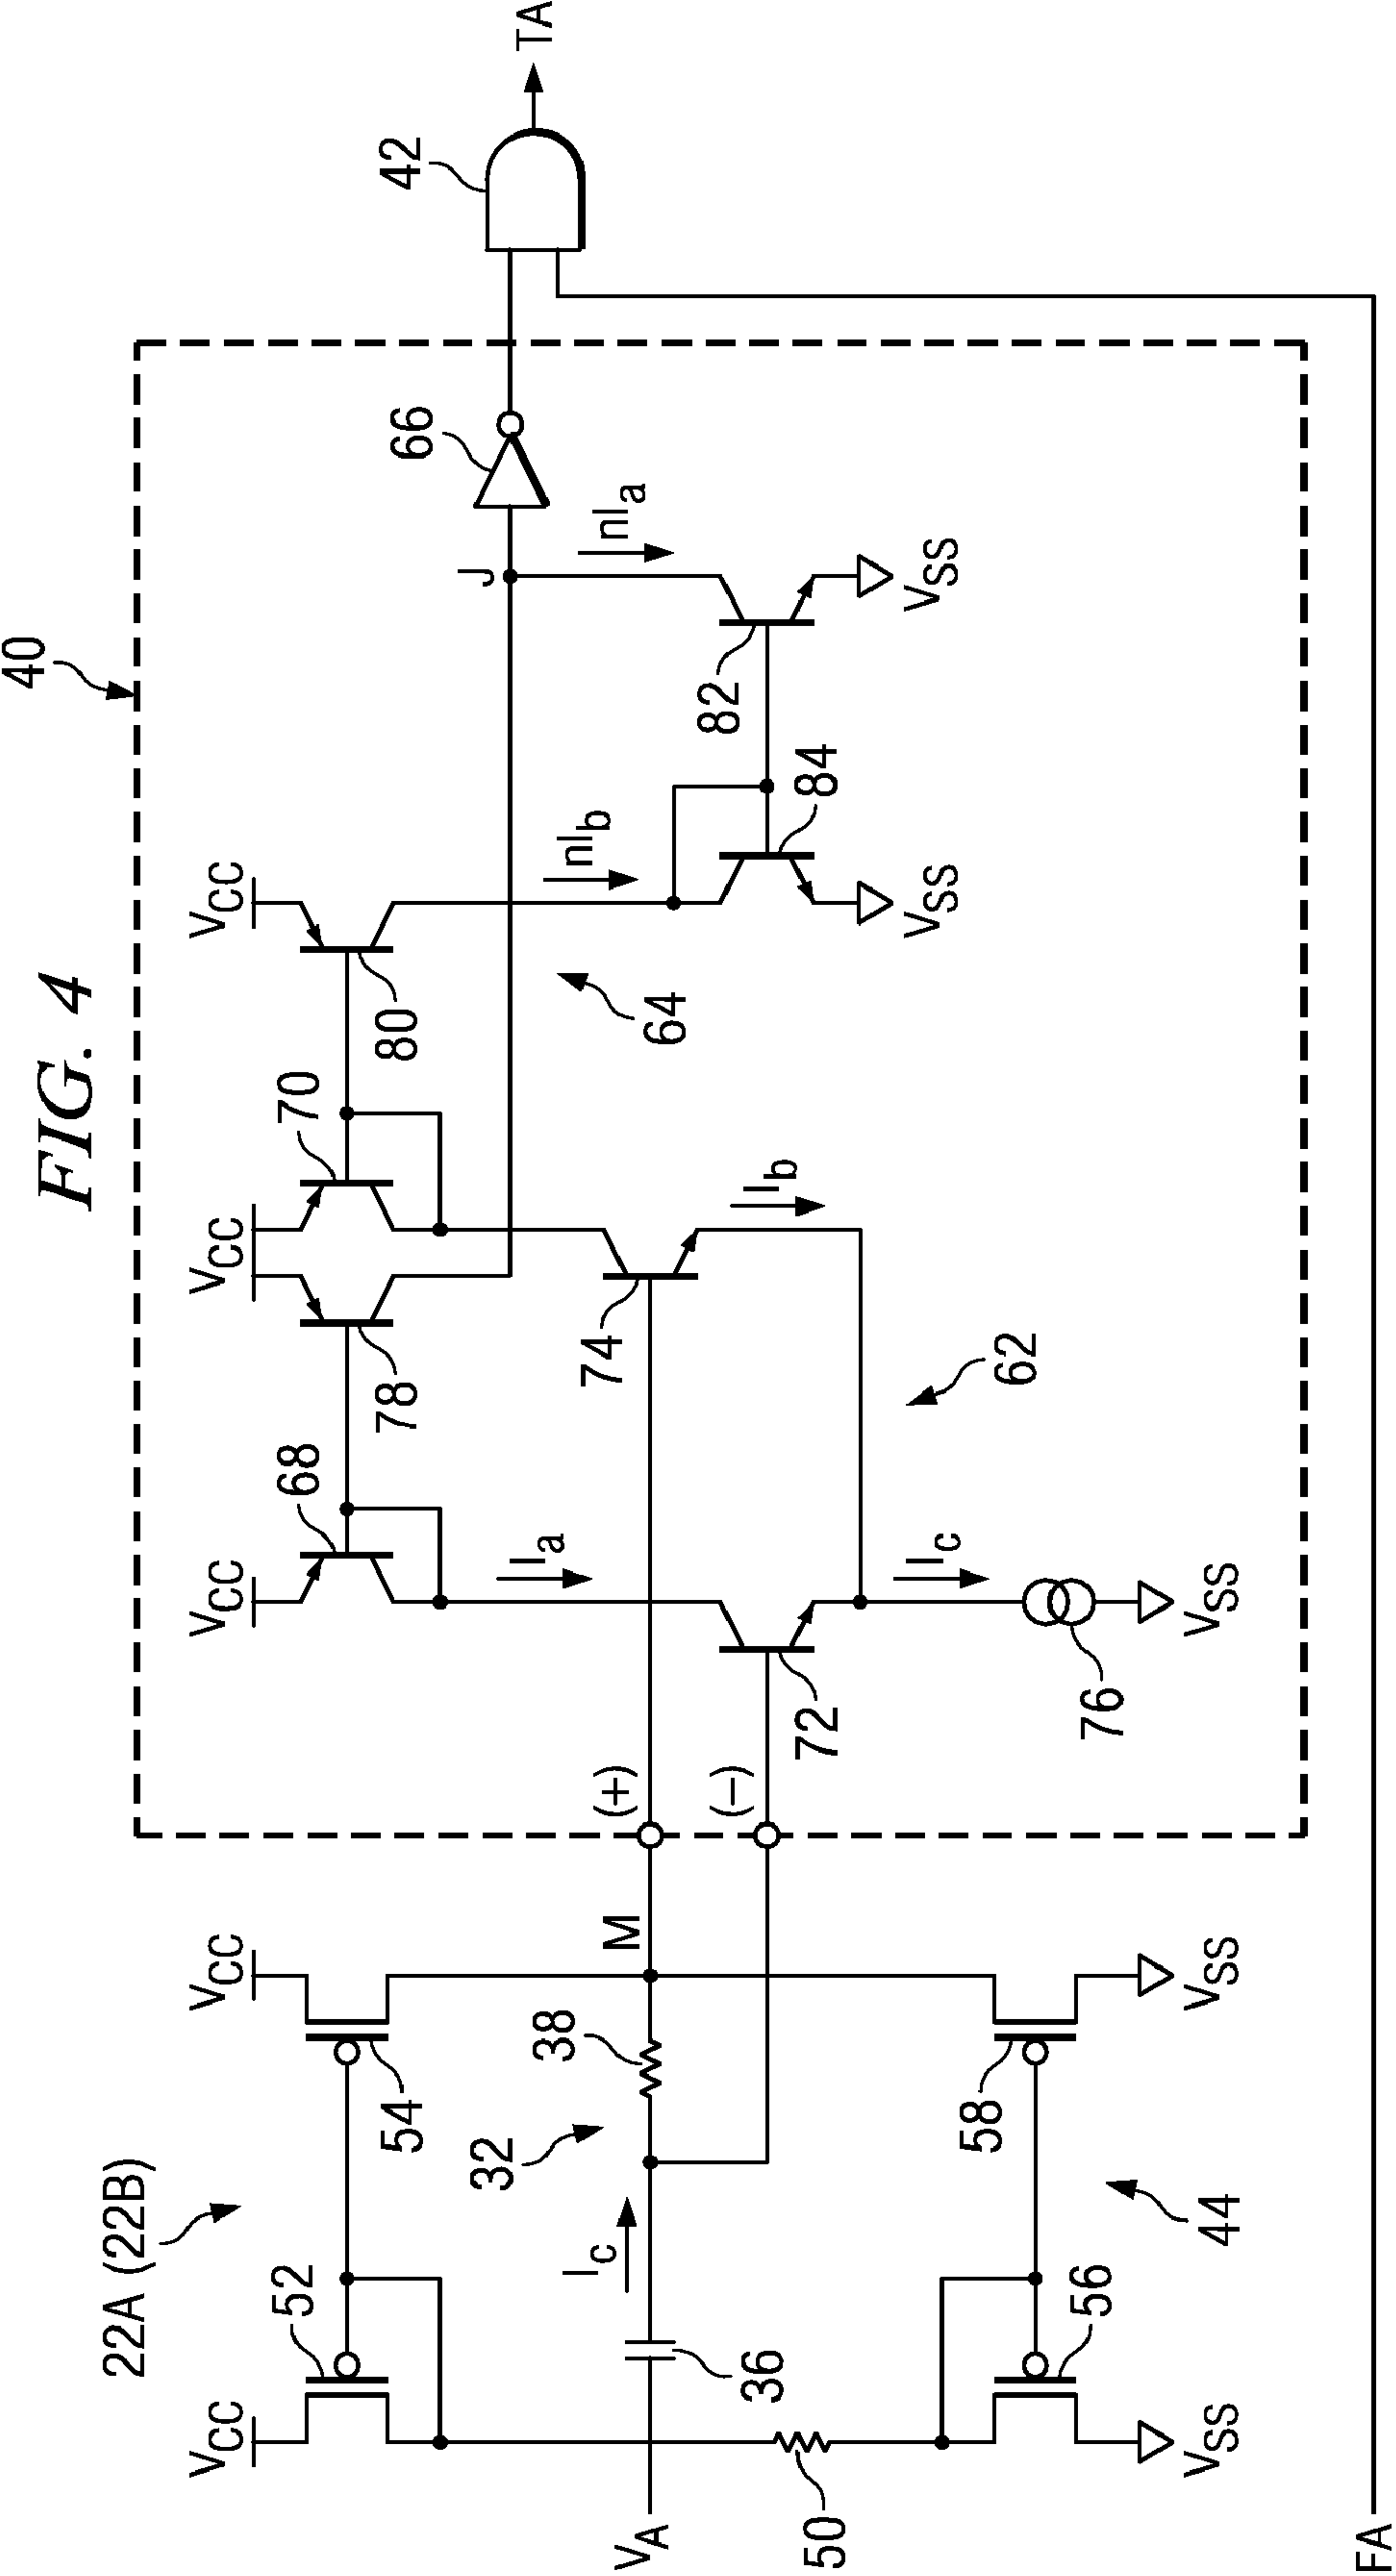 FIG. 4
40
22A (22B)
VCC
VCC
VCC
VCC
VCC
52
54
68
78
70
80
66
42
TA
J
nIa
nIb
64
Ia
Ib
Ic
62
74
72
76
82
84
VSS
VSS
VSS
(+)
(–)
M
38
32
Ic
36
VA
50
58
56
44
VSS
VSS
FA